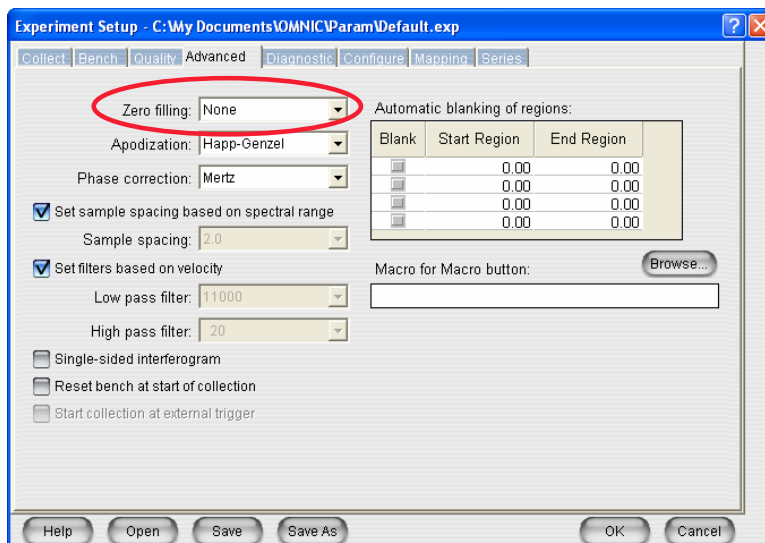 Experiment Setup - C:\My Documents\OMNIC\Param\Default.exp
Collect Bench Quality Advanced Diagnostic Configure Mapping Series
Zero filling: None
Apodization: Happ-Genzel
Phase correction: Mertz
Set sample spacing based on spectral range
Sample spacing: 2.0
Set filters based on velocity
Low pass filter: 11000
High pass filter: 20
Single-sided interferogram
Reset bench at start of collection
Start collection at external trigger
Automatic blanking of regions:
Blank Start Region End Region
0.00 0.00
0.00 0.00
0.00 0.00
0.00 0.00
Macro for Macro button:
Browse...
Help Open Save Save As OK Cancel